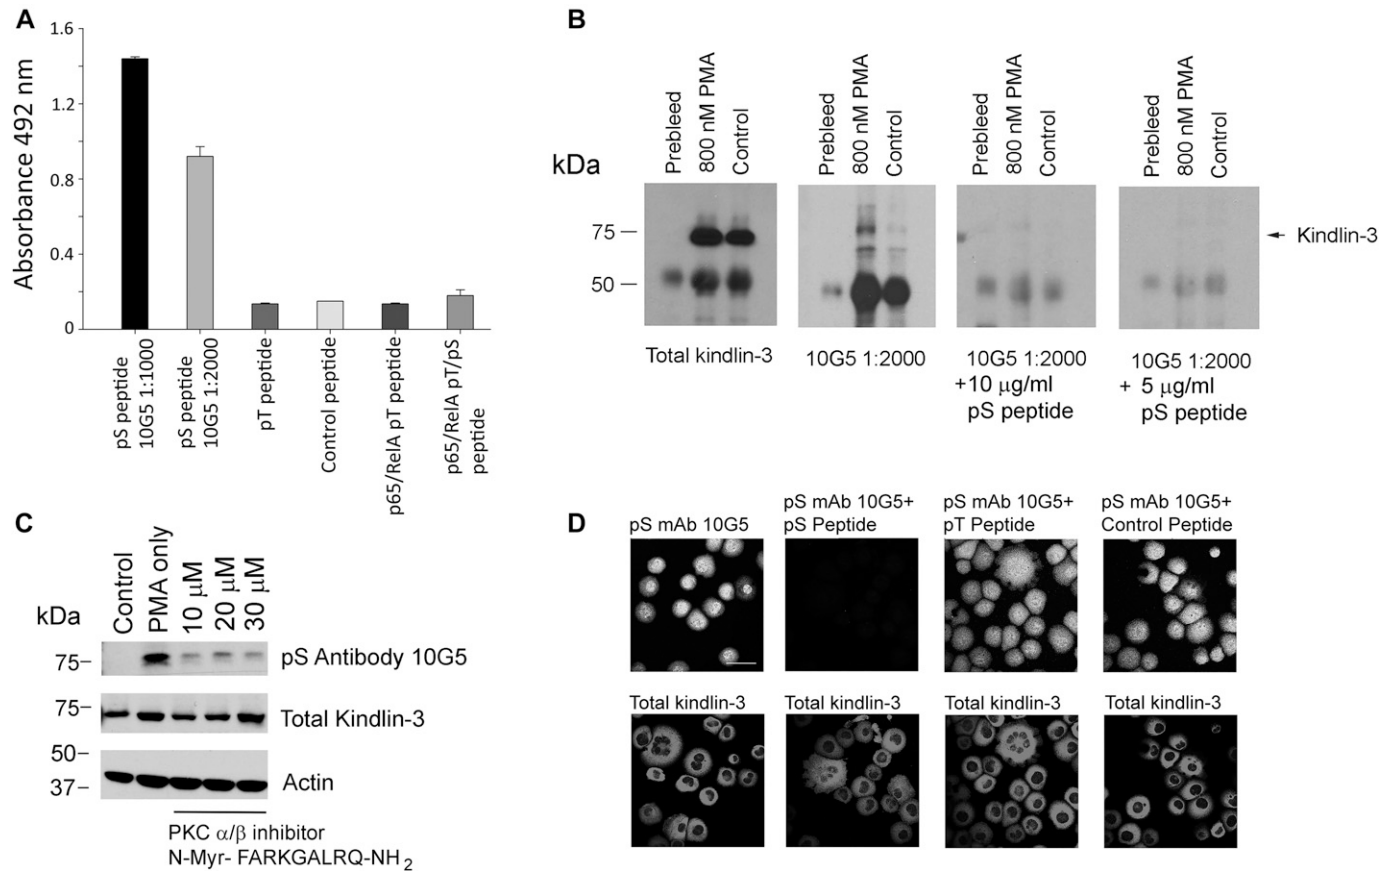 A
1.6
1.2
0.8
0.4
0
Absorbance 492 nm
pS peptide
10G5 1:1000
pS peptide
10G5 1:2000
pT peptide
Control peptide
p65/RelA pT peptide
p65/RelA pT/pS
peptide
B
kDa
Prebleed
800 nM PMA
Control
Prebleed
800 nM PMA
Control
Prebleed
800 nM PMA
Control
Prebleed
800 nM PMA
Control
75
50
Kindlin-3
Total kindlin-3
10G5 1:2000
10G5 1:2000
+10 μg/ml
pS peptide
10G5 1:2000
+ 5 μg/ml
pS peptide
C
kDa
Control
PMA only
10 μM
20 μM
30 μM
75
pS Antibody 10G5
75
Total Kindlin-3
50
37
Actin
PKC α/β inhibitor
N-Myr- FARKGALRQ-NH2
D
pS mAb 10G5
pS mAb 10G5+
pS Peptide
pS mAb 10G5+
pT Peptide
pS mAb 10G5+
Control Peptide
Total kindlin-3
Total kindlin-3
Total kindlin-3
Total kindlin-3